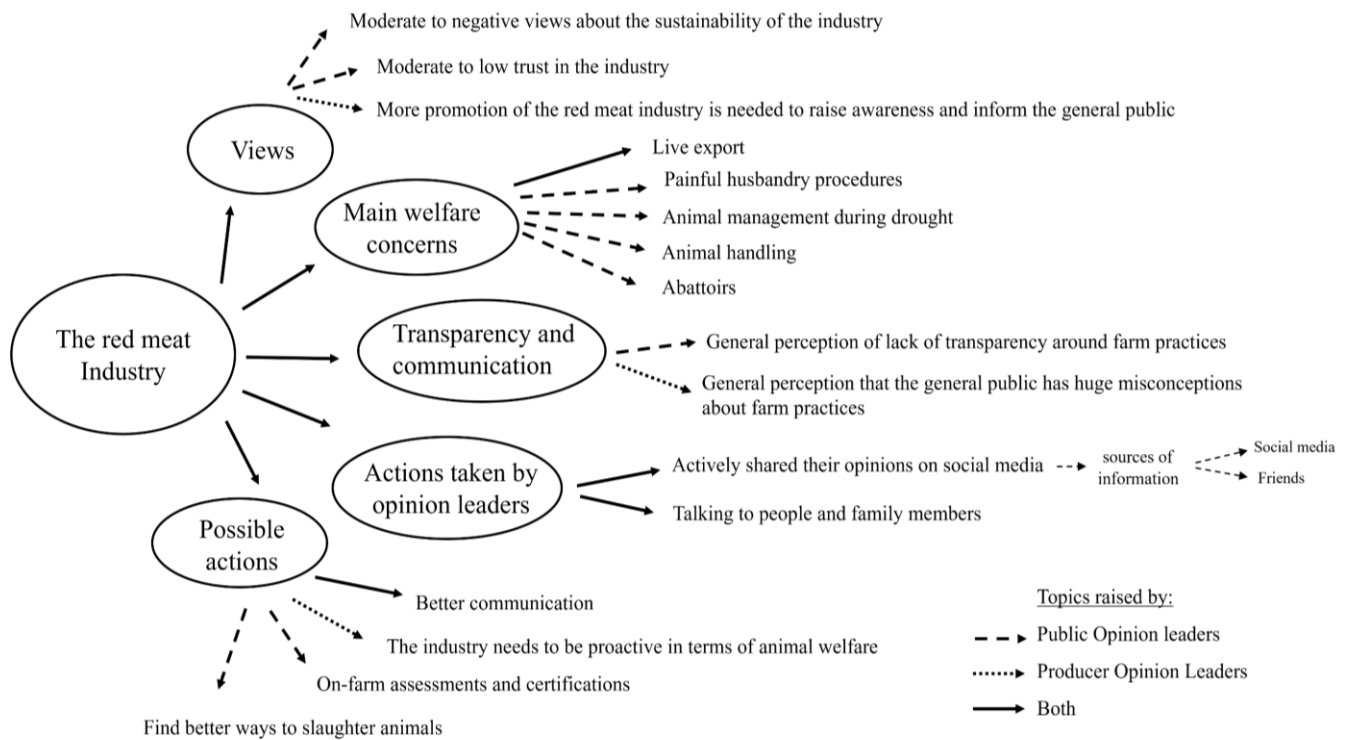 Moderate to negative views about the sustainability of the industry
Moderate to low trust in the industry
More promotion of the red meat industry is needed to raise awareness and inform the general public
Views
Live export
Painful husbandry procedures
Main welfare
concerns
Animal management during drought
Animal handling
Abattoirs
The red meat
Industry
Transparency and
communication
General perception of lack of transparency around farm practices
General perception that the general public has huge misconceptions
about farm practices
Actions taken by
opinion leaders
Actively shared their opinions on social media
sources of
information
Social media
Friends
Talking to people and family members
Possible
actions
Better communication
The industry needs to be proactive in terms of animal welfare
On-farm assessments and certifications
Find better ways to slaughter animals
Topics raised by:
Public Opinion leaders
Producer Opinion Leaders
Both